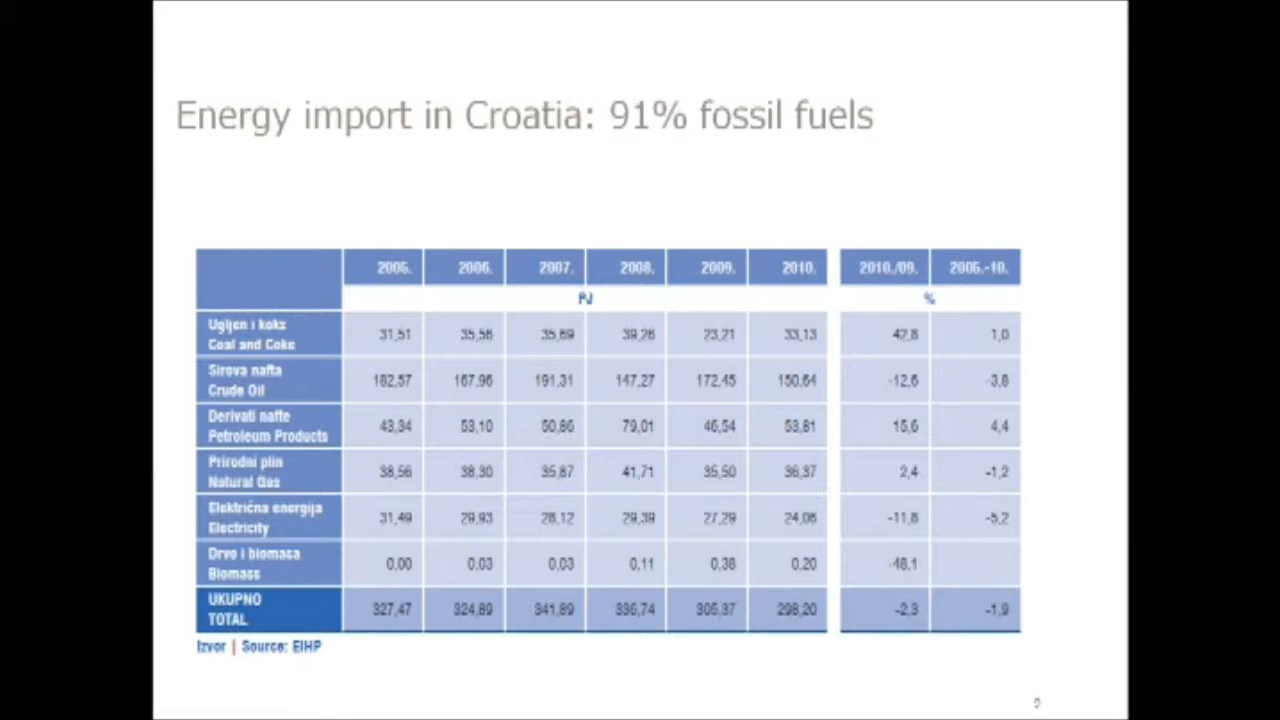 Energy import in Croatia: 91% fossil fuels
2005. 2006. 2007. 2008. 2009. 2010. 2010./09. 2005.-10.
PJ %
Ugljen i koks
Coal and Coke
31,51 35,56 35,69 39,26 23,21 33,13 42,8 1,0
Sirova nafta
Crude Oil
182,57 167,96 191,31 147,27 172,45 150,64 -12,6 -3,8
Derivati nafte
Petroleum Products
43,34 53,10 50,86 79,01 46,54 53,81 15,6 4,4
Prirodni plin
Natural Gas
38,56 38,30 35,87 41,71 35,50 36,37 2,4 -1,2
Električna energija
Electricity
31,49 29,93 28,12 29,39 27,29 24,06 -11,8 -5,2
Drvo i biomasa
Biomass
0,00 0,03 0,03 0,11 0,38 0,20 -48,1
UKUPNO
TOTAL
327,47 324,89 341,89 336,74 305,37 298,20 -2,3 -1,9
Izvor | Source: EIHP